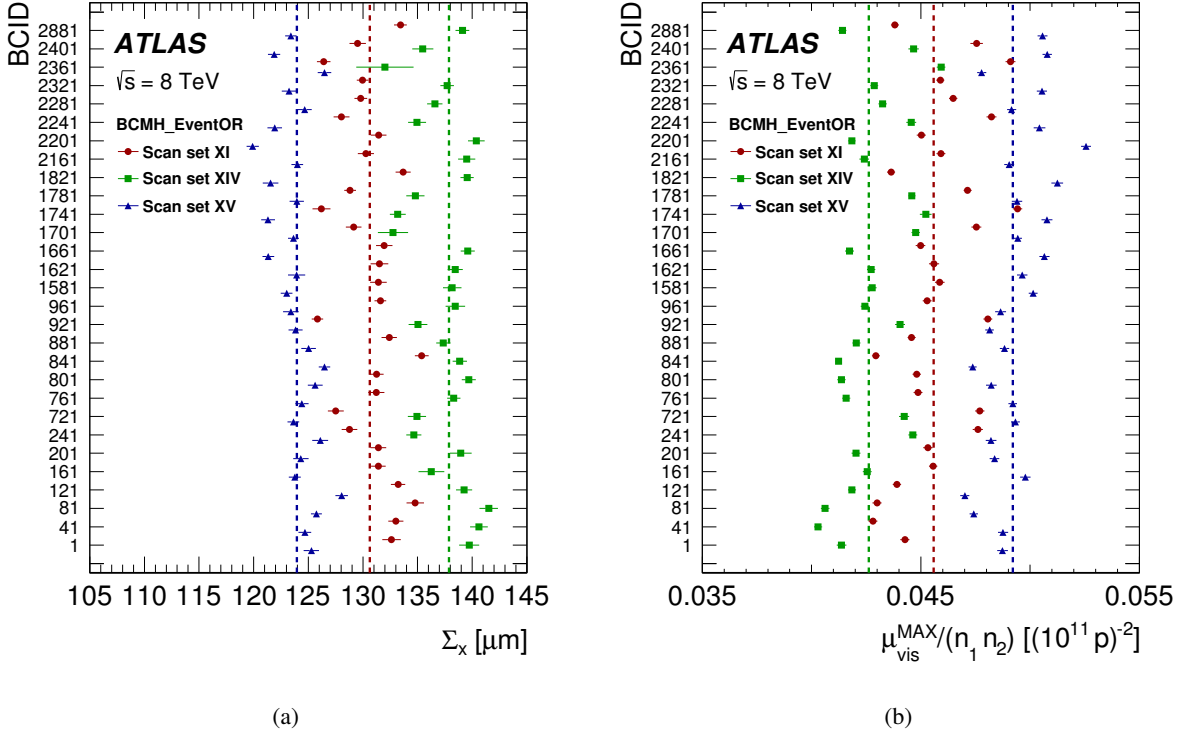 BCID
2881
2401
2361
2321
2281
2241
2201
2161
1821
1781
1741
1701
1661
1621
1581
961
921
881
841
801
761
721
241
201
161
121
81
41
1
ATLAS
√s = 8 TeV
BCMH_EventOR
Scan set XI
Scan set XIV
Scan set XV
105 110 115 120 125 130 135 140 145
Σx [μm]
(a)
BCID
2881
2401
2361
2321
2281
2241
2201
2161
1821
1781
1741
1701
1661
1621
1581
961
921
881
841
801
761
721
241
201
161
121
81
41
1
ATLAS
√s = 8 TeV
BCMH_EventOR
Scan set XI
Scan set XIV
Scan set XV
0.035 0.045 0.055
μ_vis^MAX/(n₁ n₂) [(10¹¹ p)⁻²]
(b)